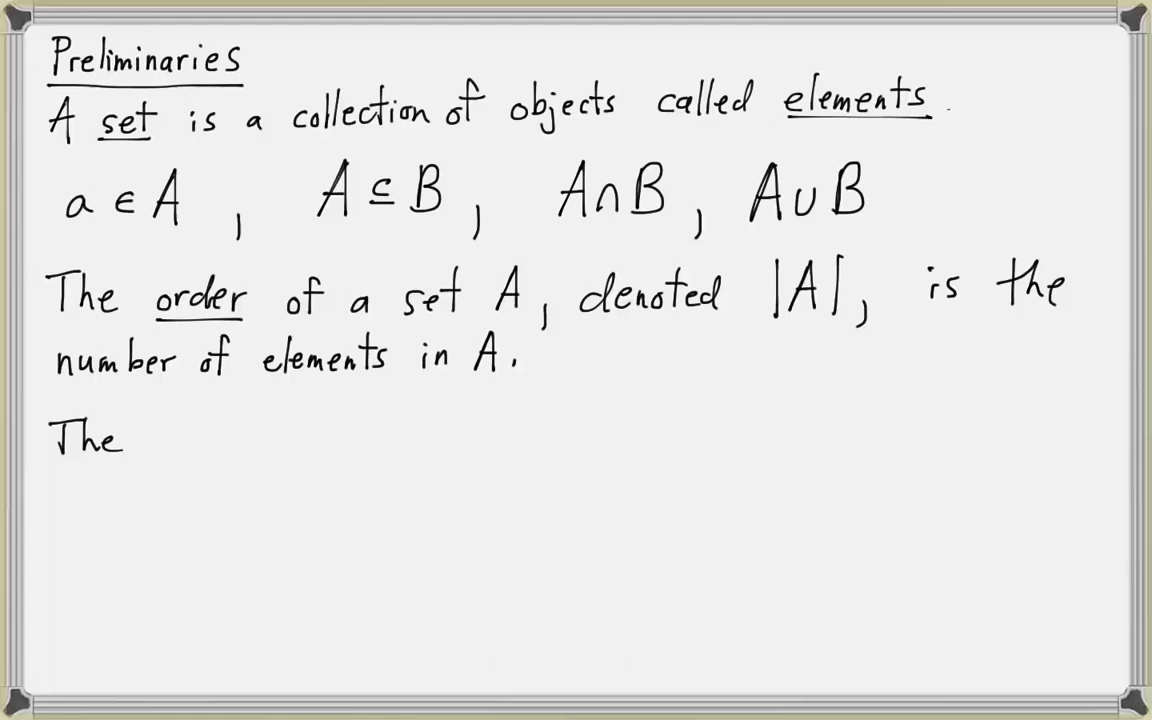 Preliminaries
A set is a collection of objects called elements.
a ∈ A , A ⊆ B , A ∩ B , A ∪ B
The order of a set A, denoted |A|, is the
number of elements in A.
The